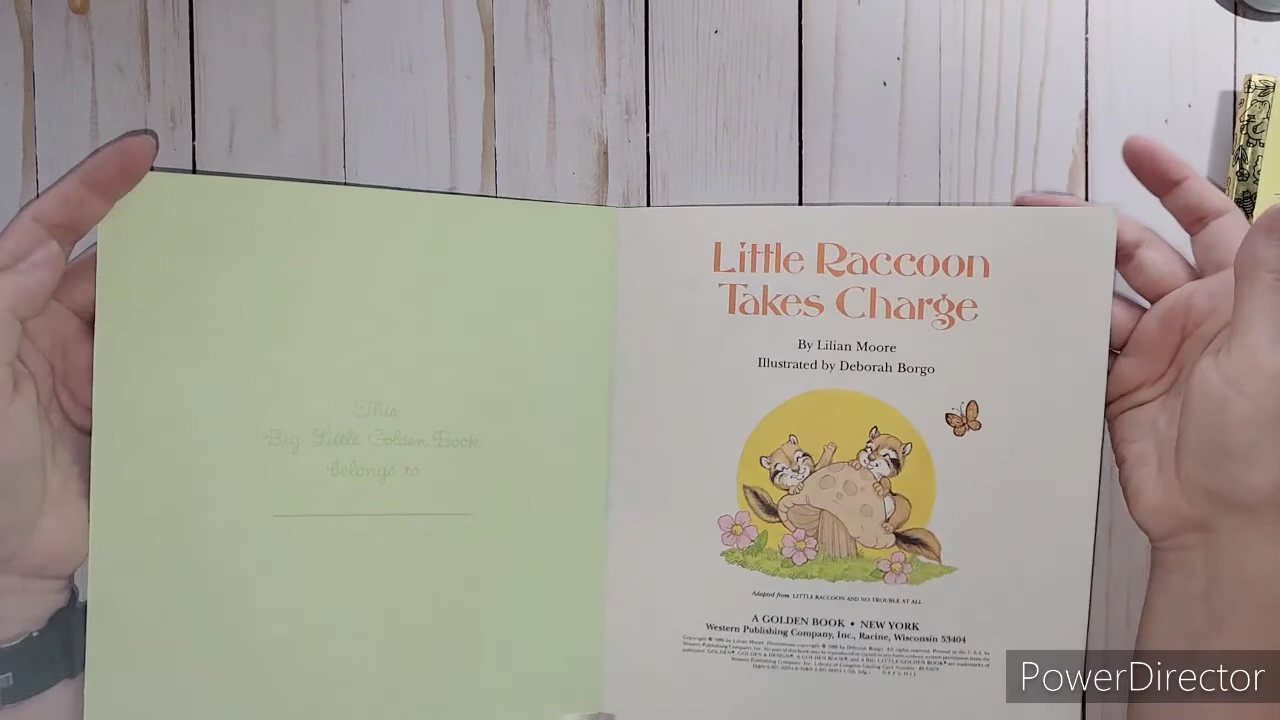 This
Big Little Golden Book
belongs to
Little Raccoon
Takes Charge
By Lilian Moore
Illustrated by Deborah Borgo
Adapted from LITTLE RACCOON AND NO TROUBLE AT ALL
A GOLDEN BOOK • NEW YORK
Western Publishing Company, Inc., Racine, Wisconsin 53404
PowerDirector